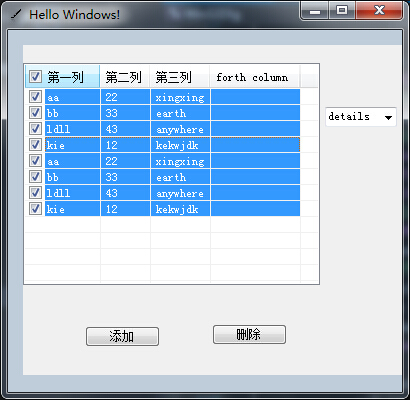 Hello Windows!
第一列 第二列 第三列 forth column
aa 22 xingxing
bb 33 earth
ldll 43 anywhere
kie 12 kekwjdk
aa 22 xingxing
bb 33 earth
ldll 43 anywhere
kie 12 kekwjdk
details
添加 删除